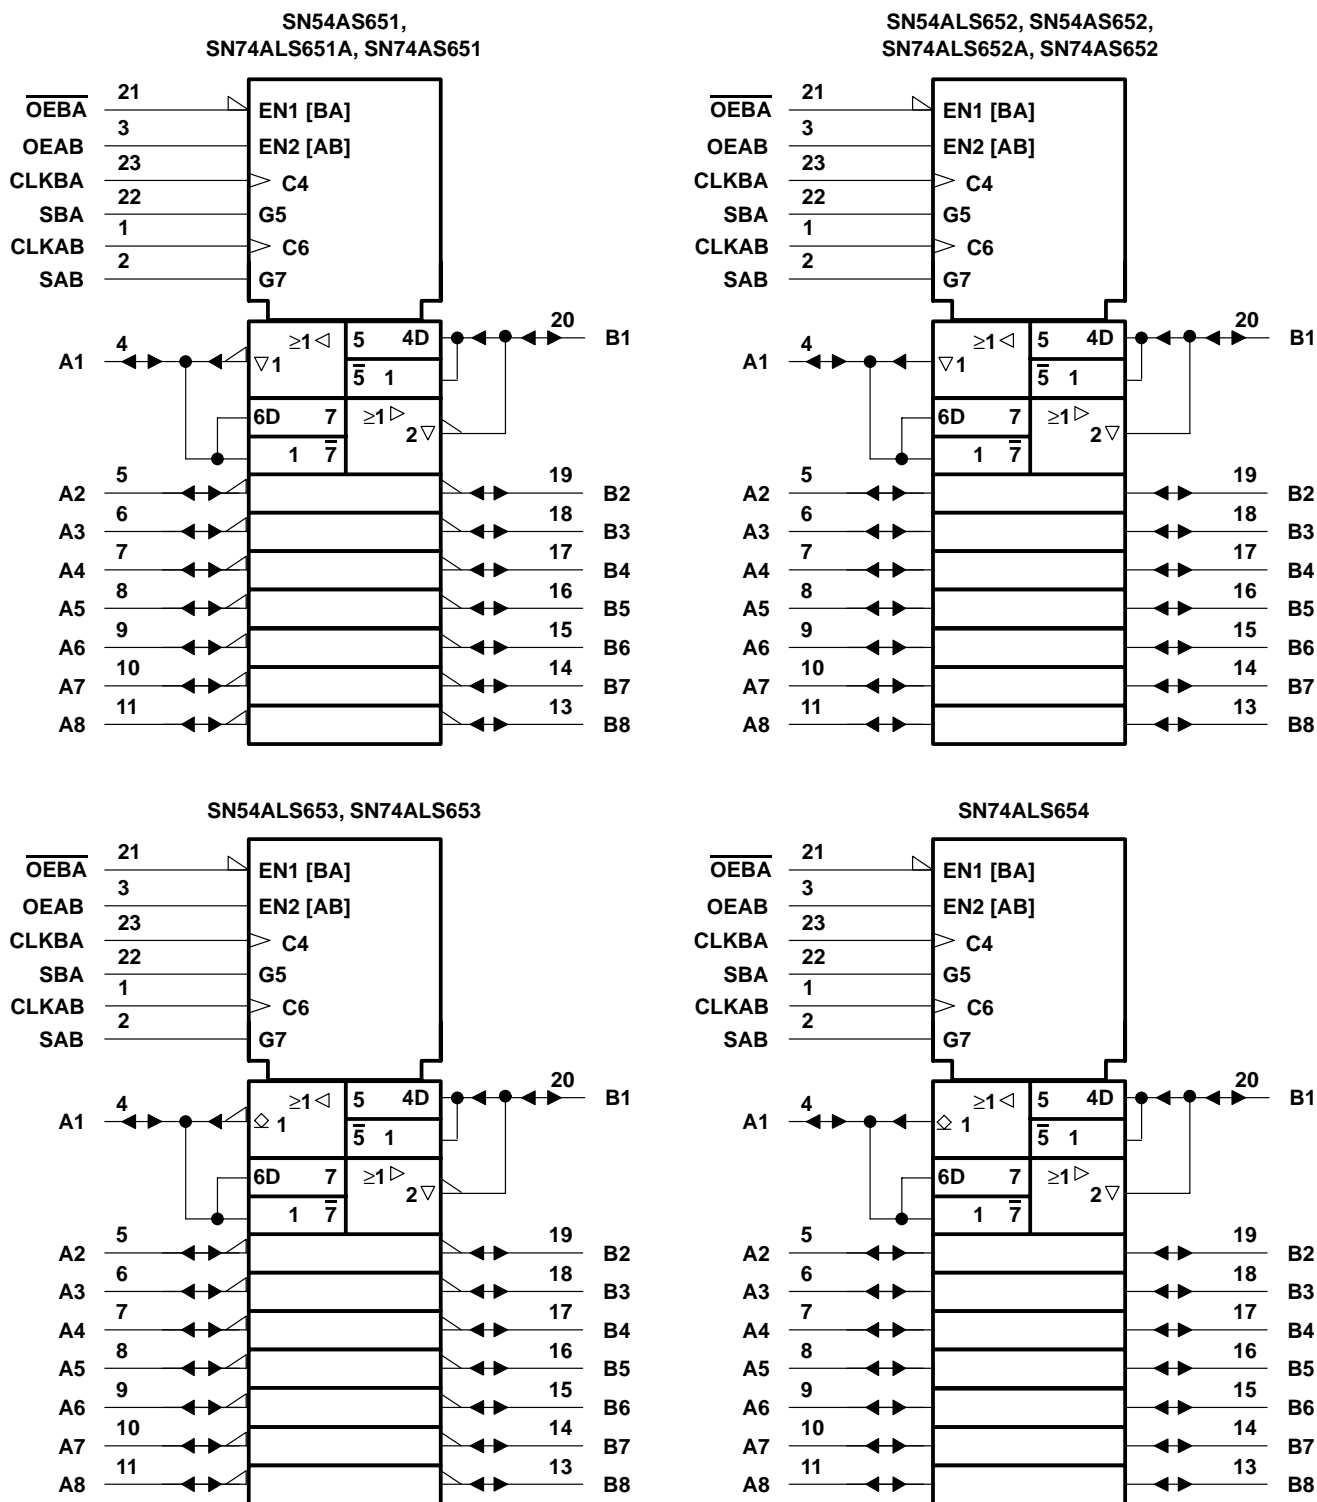 SN54AS651,
SN74ALS651A, SN74AS651
OEBA 21 EN1 [BA]
OEAB 3 EN2 [AB]
CLKBA 23 C4
SBA 22 G5
CLKAB 1 C6
SAB 2 G7
≥1 5 4D 20 B1
A1 4 1 5 1
6D 7 ≥1 2
1 7
A2 5 19 B2
A3 6 18 B3
A4 7 17 B4
A5 8 16 B5
A6 9 15 B6
A7 10 14 B7
A8 11 13 B8
SN54ALS652, SN54AS652,
SN74ALS652A, SN74AS652
OEBA 21 EN1 [BA]
OEAB 3 EN2 [AB]
CLKBA 23 C4
SBA 22 G5
CLKAB 1 C6
SAB 2 G7
≥1 5 4D 20 B1
A1 4 1 5 1
6D 7 ≥1 2
1 7
A2 5 19 B2
A3 6 18 B3
A4 7 17 B4
A5 8 16 B5
A6 9 15 B6
A7 10 14 B7
A8 11 13 B8
SN54ALS653, SN74ALS653
OEBA 21 EN1 [BA]
OEAB 3 EN2 [AB]
CLKBA 23 C4
SBA 22 G5
CLKAB 1 C6
SAB 2 G7
≥1 5 4D 20 B1
A1 4 1 5 1
6D 7 ≥1 2
1 7
A2 5 19 B2
A3 6 18 B3
A4 7 17 B4
A5 8 16 B5
A6 9 15 B6
A7 10 14 B7
A8 11 13 B8
SN74ALS654
OEBA 21 EN1 [BA]
OEAB 3 EN2 [AB]
CLKBA 23 C4
SBA 22 G5
CLKAB 1 C6
SAB 2 G7
≥1 5 4D 20 B1
A1 4 1 5 1
6D 7 ≥1 2
1 7
A2 5 19 B2
A3 6 18 B3
A4 7 17 B4
A5 8 16 B5
A6 9 15 B6
A7 10 14 B7
A8 11 13 B8